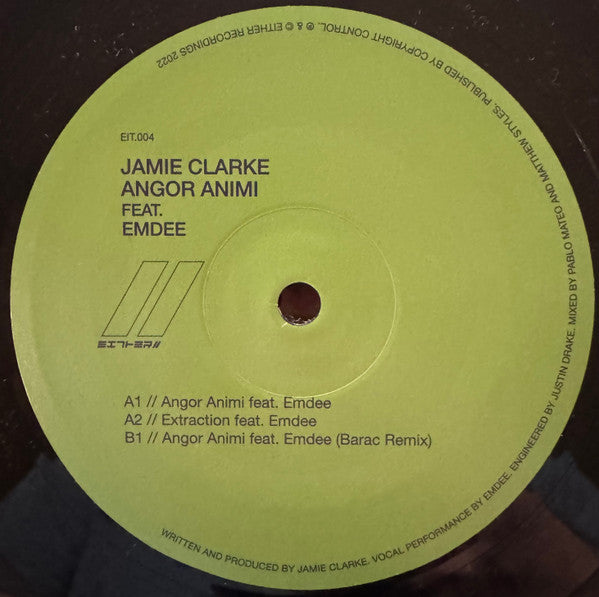 EIT.004
JAMIE CLARKE
ANGOR ANIMI
FEAT.
EMDEE
EITHER//
A1 // Angor Animi feat. Emdee
A2 // Extraction feat. Emdee
B1 // Angor Animi feat. Emdee (Barac Remix)
WRITTEN AND PRODUCED BY JAMIE CLARKE. VOCAL PERFORMANCE BY EMDEE. ENGINEERED BY JUSTIN DRAKE. MIXED BY PABLO MATEO AND MATTHEW STYLES. PUBLISHED BY COPYRIGHT CONTROL. ℗ & © EITHER RECORDINGS 2022